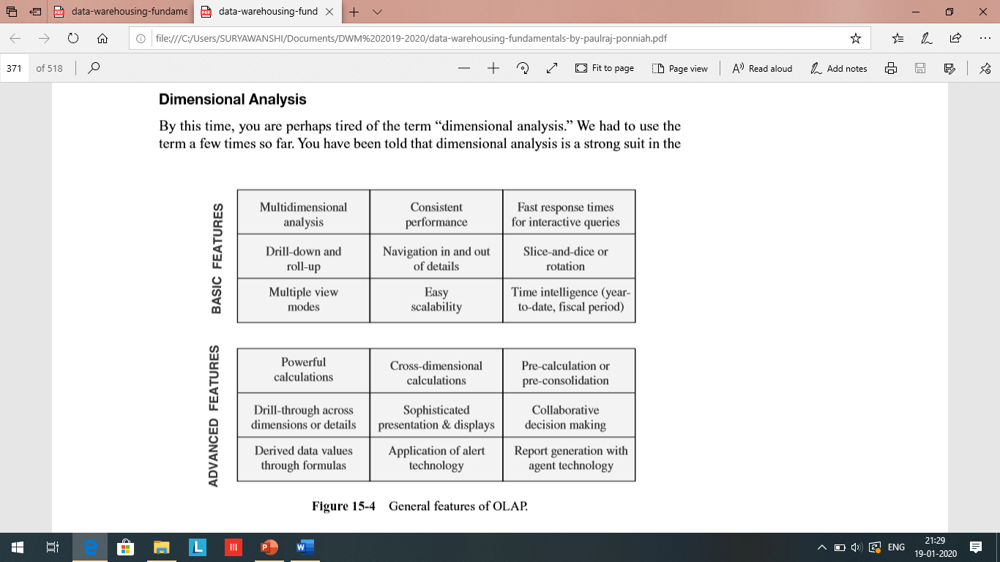 data-warehousing-fundame
data-warehousing-fund
file:///C:/Users/SURYAWANSHI/Documents/DWM%202019-2020/data-warehousing-fundamentals-by-paulraj-ponniah.pdf
371 of 518
Fit to page
Page view
Read aloud
Add notes
Dimensional Analysis
By this time, you are perhaps tired of the term “dimensional analysis.” We had to use the
term a few times so far. You have been told that dimensional analysis is a strong suit in the
BASIC FEATURES
Multidimensional
analysis
Consistent
performance
Fast response times
for interactive queries
Drill-down and
roll-up
Navigation in and out
of details
Slice-and-dice or
rotation
Multiple view
modes
Easy
scalability
Time intelligence (year-
to-date, fiscal period)
ADVANCED FEATURES
Powerful
calculations
Cross-dimensional
calculations
Pre-calculation or
pre-consolidation
Drill-through across
dimensions or details
Sophisticated
presentation & displays
Collaborative
decision making
Derived data values
through formulas
Application of alert
technology
Report generation with
agent technology
Figure 15-4 General features of OLAP.
ENG
21:29
19-01-2020